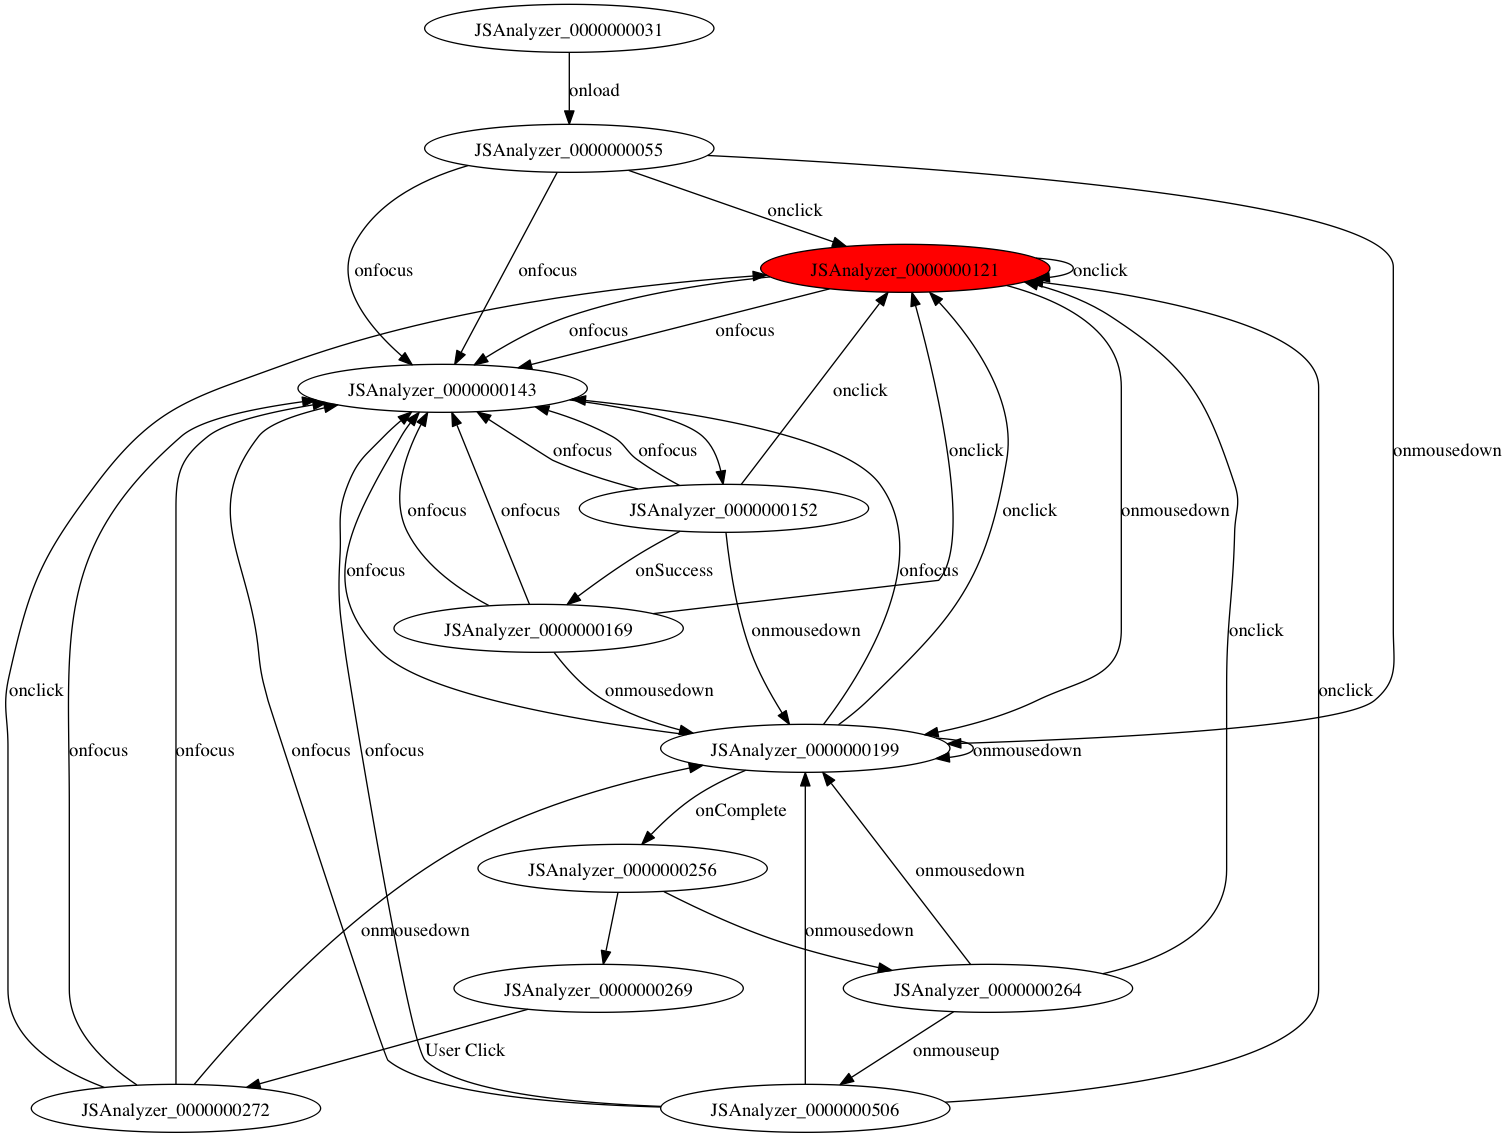 JSAnalyzer_0000000031
onload
JSAnalyzer_0000000055
onclick
onfocus
onfocus
JSAnalyzer_0000000121
onclick
onfocus
onfocus
JSAnalyzer_0000000143
onclick
onfocus
onfocus
onclick
onmousedown
onfocus
onfocus
JSAnalyzer_0000000152
onclick
onmousedown
onfocus
onSuccess
onfocus
JSAnalyzer_0000000169
onmousedown
onclick
onclick
onmousedown
onclick
onfocus
onfocus
onfocus
onfocus
JSAnalyzer_0000000199
onmousedown
onComplete
JSAnalyzer_0000000256
onmousedown
onmousedown
onmousedown
JSAnalyzer_0000000269
JSAnalyzer_0000000264
User Click
onmouseup
JSAnalyzer_0000000272
JSAnalyzer_0000000506